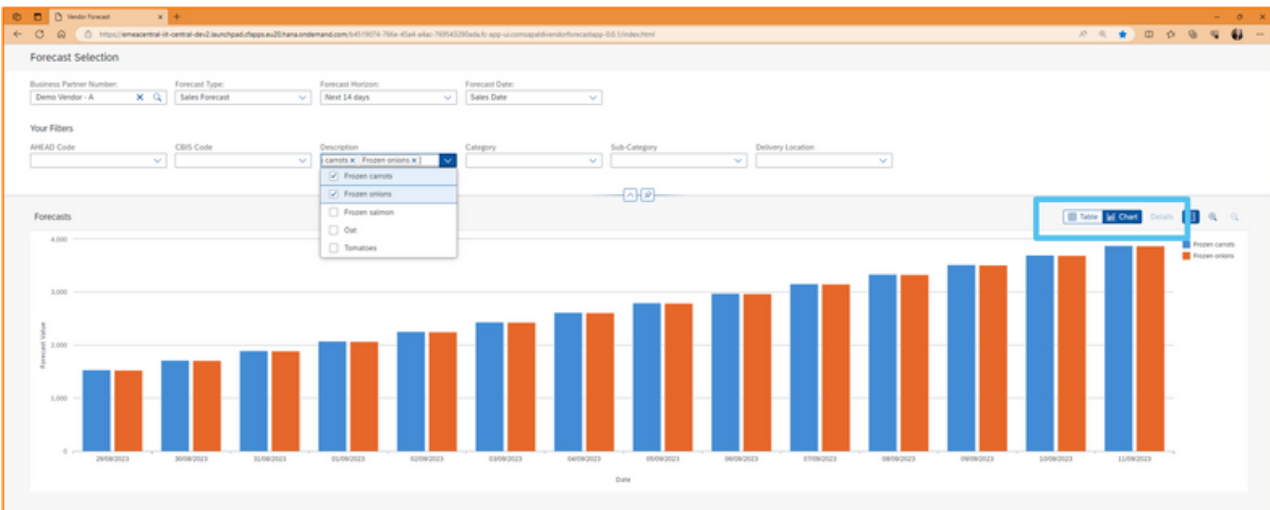 Vendor Forecast
Forecast Selection
Business Partner Number: Forecast Type: Forecast Horizon: Forecast Date:
Demo Vendor - A Sales Forecast Next 14 days Sales Date
Your Filters
AHEAD Code CBIS Code Description Category Sub-Category Delivery Location
carrots Frozen onions
Frozen carrots
Frozen onions
Frozen salmon
Oat
Tomatoes
Forecasts
Table Chart Details
Frozen carrots
Frozen onions
4,000
3,000
2,000
1,000
0
Forecast Value
29/08/2023 30/08/2023 31/08/2023 01/09/2023 02/09/2023 03/09/2023 04/09/2023 05/09/2023 06/09/2023 07/09/2023 08/09/2023 09/09/2023 10/09/2023 11/09/2023
Date